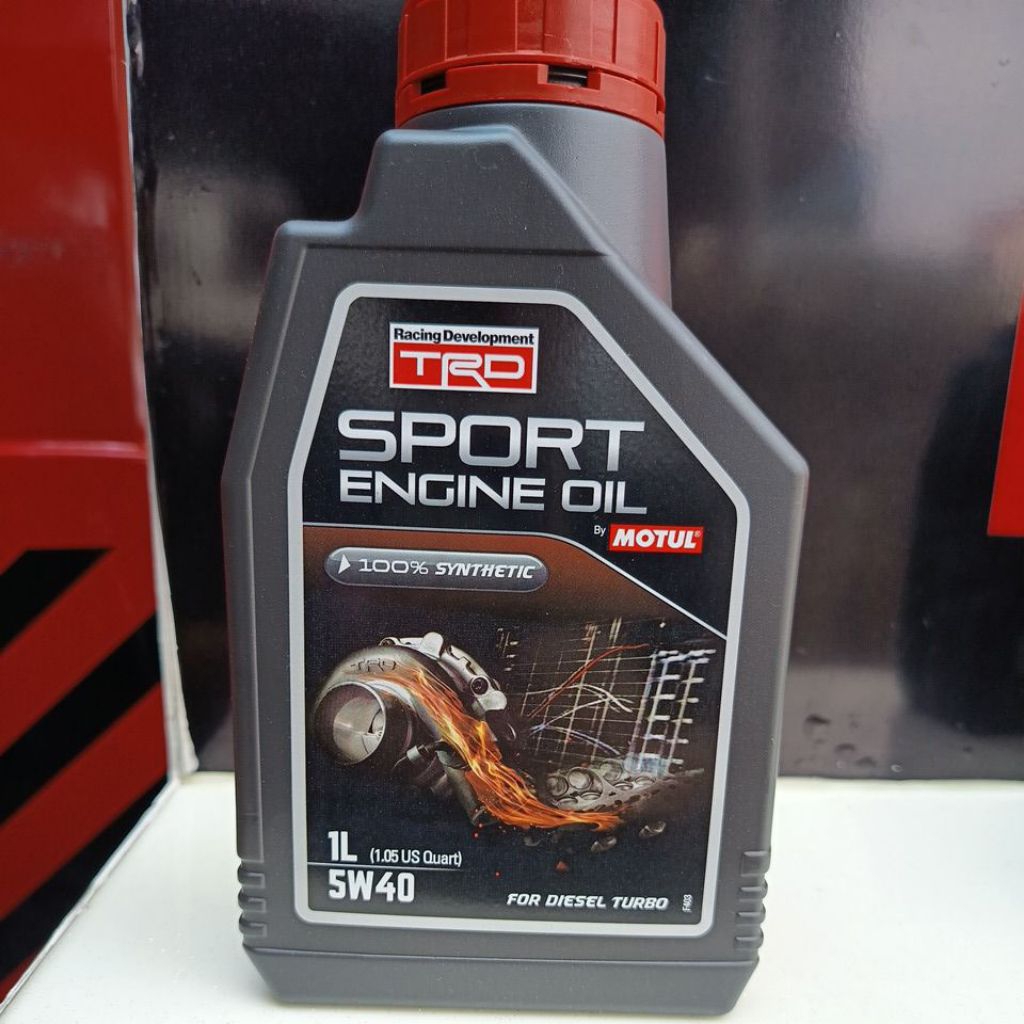 Racing Development
TRD
SPORT
ENGINE OIL
By MOTUL®
100% SYNTHETIC
TRD
1L (1.05 US Quart)
5W40
FOR DIESEL TURBO